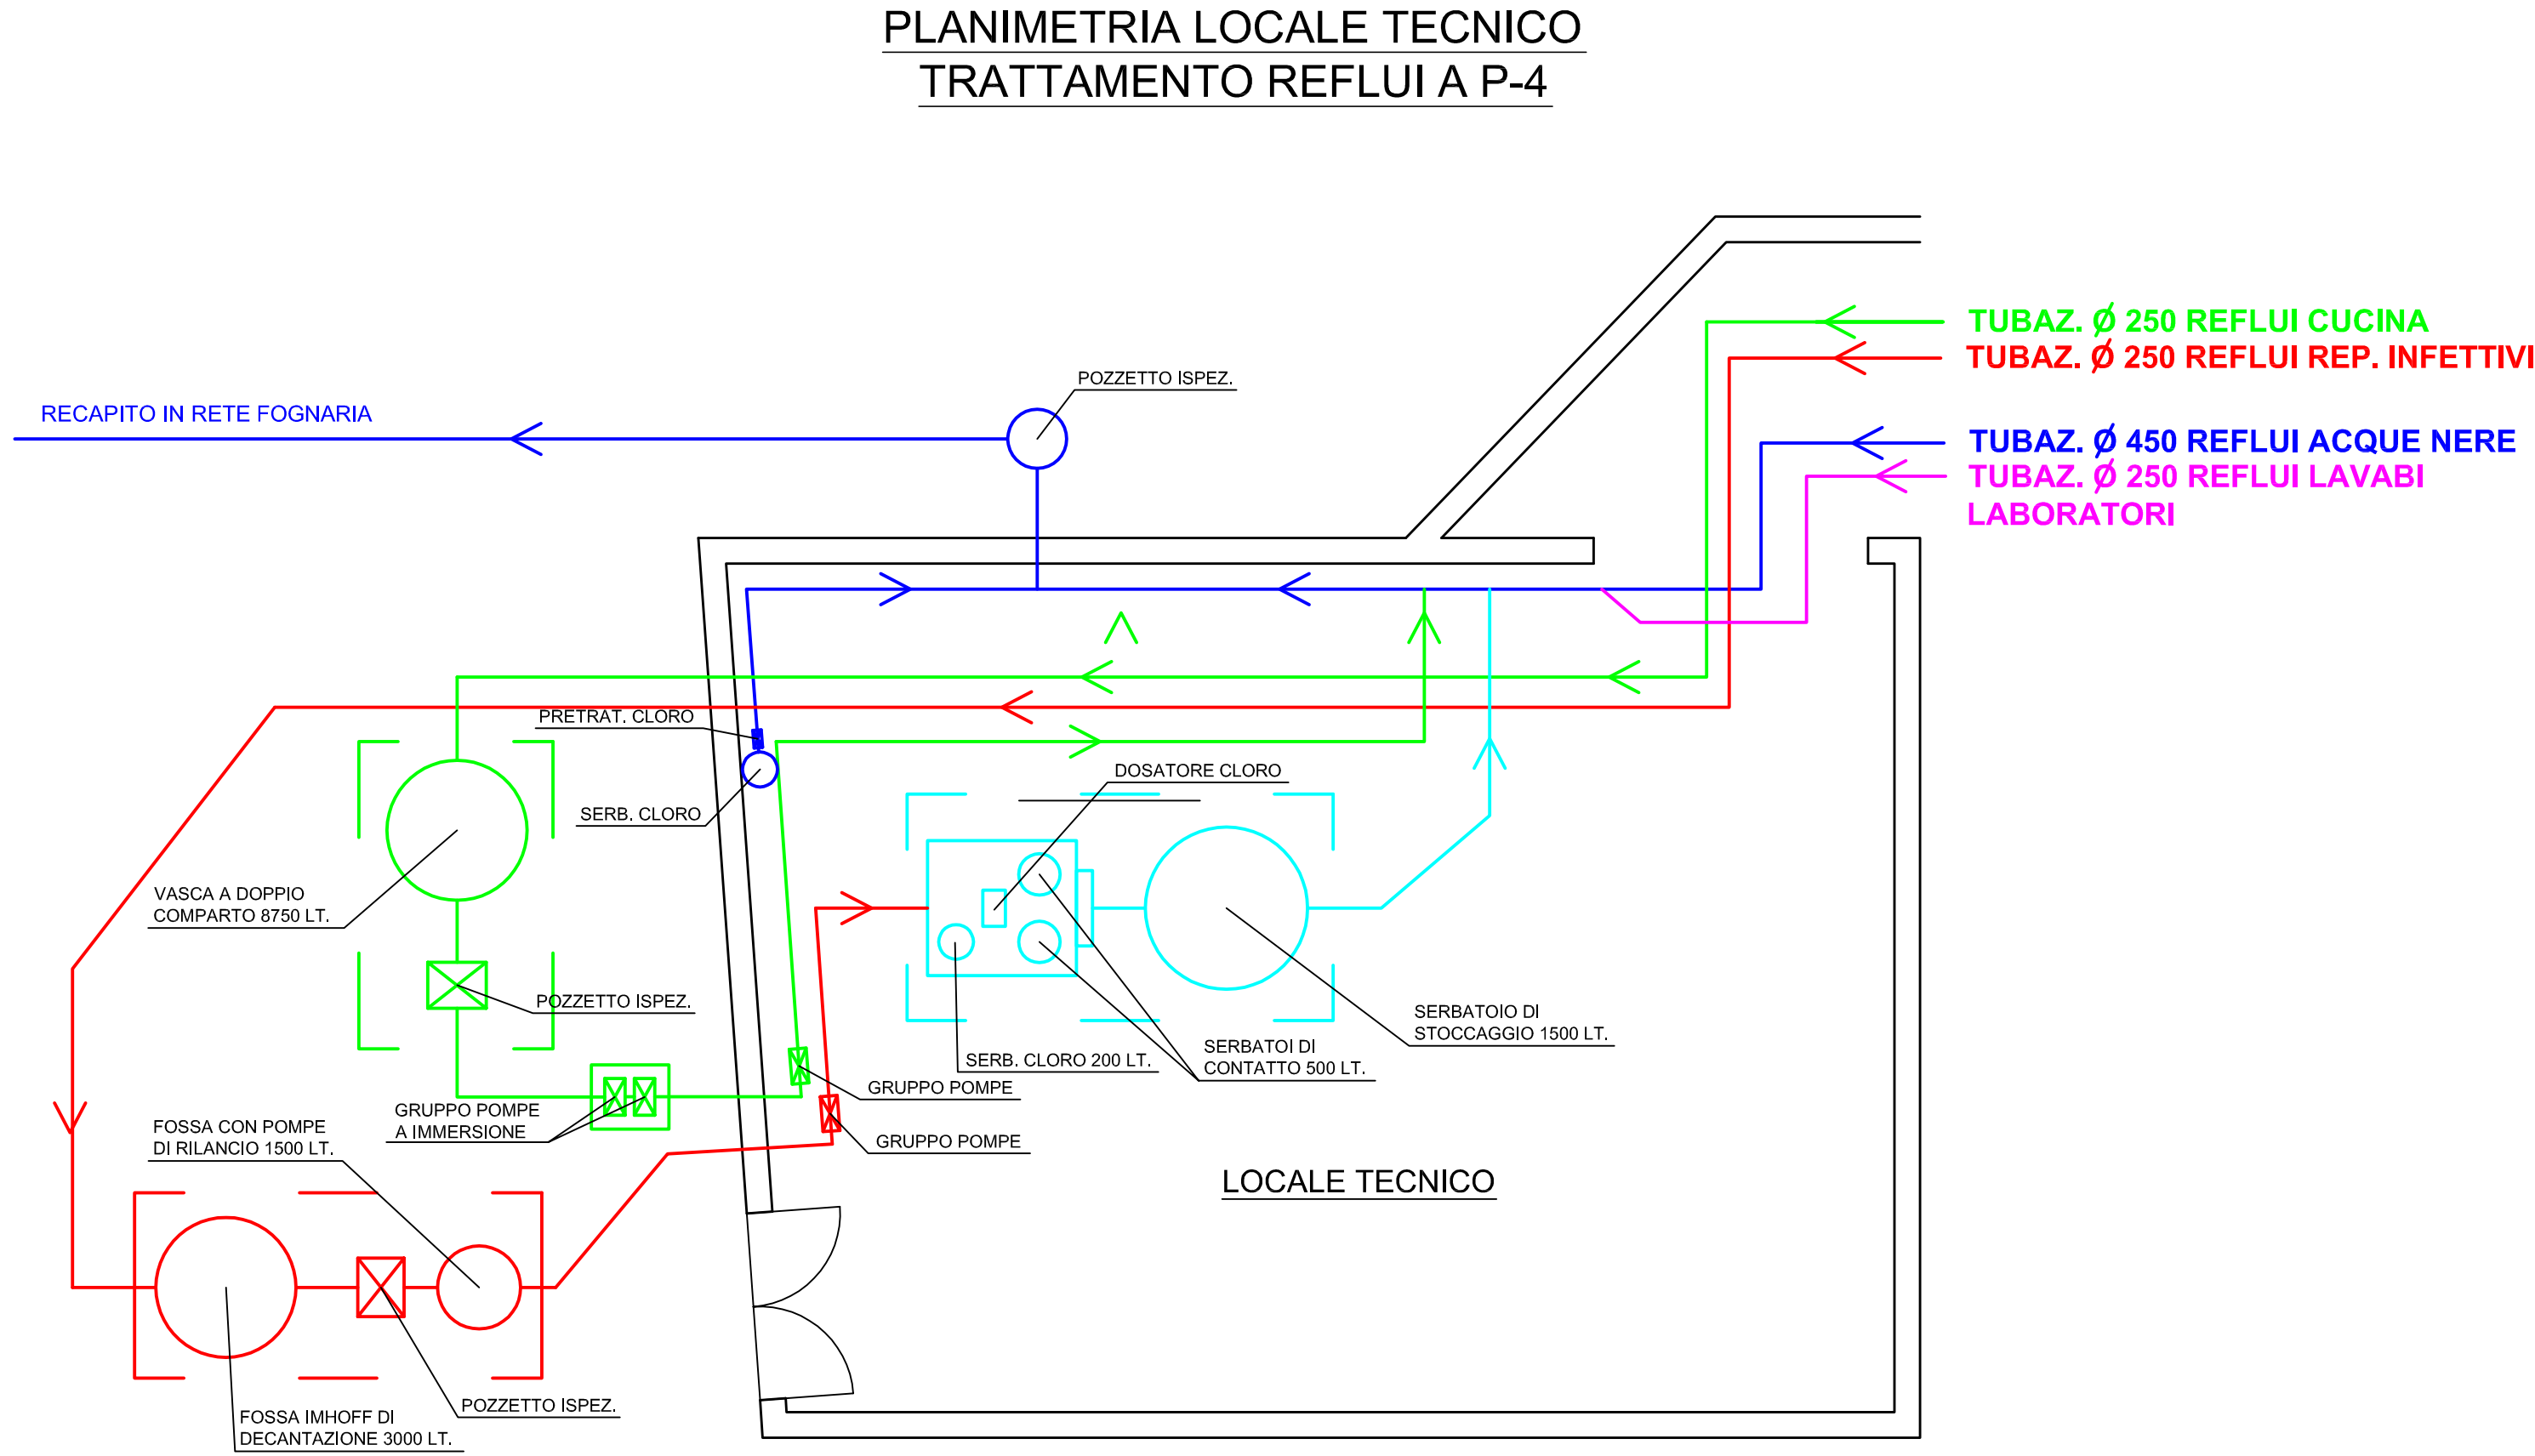 PLANIMETRIA LOCALE TECNICO
TRATTAMENTO REFLUI A P-4
TUBAZ. Ø 250 REFLUI CUCINA
TUBAZ. Ø 250 REFLUI REP. INFETTIVI
POZZETTO ISPEZ.
RECAPITO IN RETE FOGNARIA
TUBAZ. Ø 450 REFLUI ACQUE NERE
TUBAZ. Ø 250 REFLUI LAVABI
LABORATORI
PRETRAT. CLORO
DOSATORE CLORO
SERB. CLORO
VASCA A DOPPIO
COMPARTO 8750 LT.
POZZETTO ISPEZ.
SERBATOIO DI
STOCCAGGIO 1500 LT.
SERBATOI DI
CONTATTO 500 LT.
SERB. CLORO 200 LT.
GRUPPO POMPE
GRUPPO POMPE
A IMMERSIONE
FOSSA CON POMPE
DI RILANCIO 1500 LT.
GRUPPO POMPE
LOCALE TECNICO
POZZETTO ISPEZ.
FOSSA IMHOFF DI
DECANTAZIONE 3000 LT.